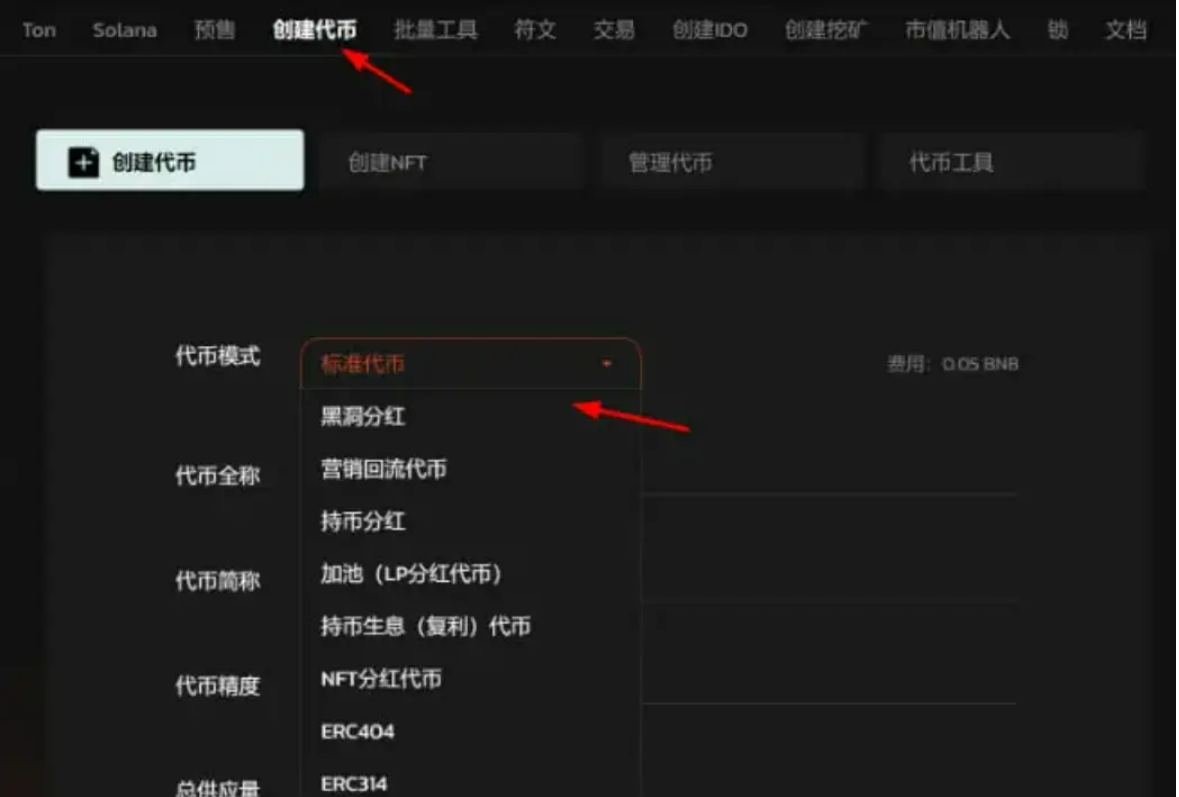 Ton Solana 预售 创建代币 批量工具 符文 交易 创建IDO 创建挖矿 市值机器人 锁 文档
创建代币 创建NFT 管理代币 代币工具
代币模式 标准代币 费用：0.05 BNB
黑洞分红
营销回流代币
代币全称
持币分红
加池（LP分红代币）
代币简称
持币生息（复利）代币
NFT分红代币
代币精度
ERC404
ERC314
总供应量